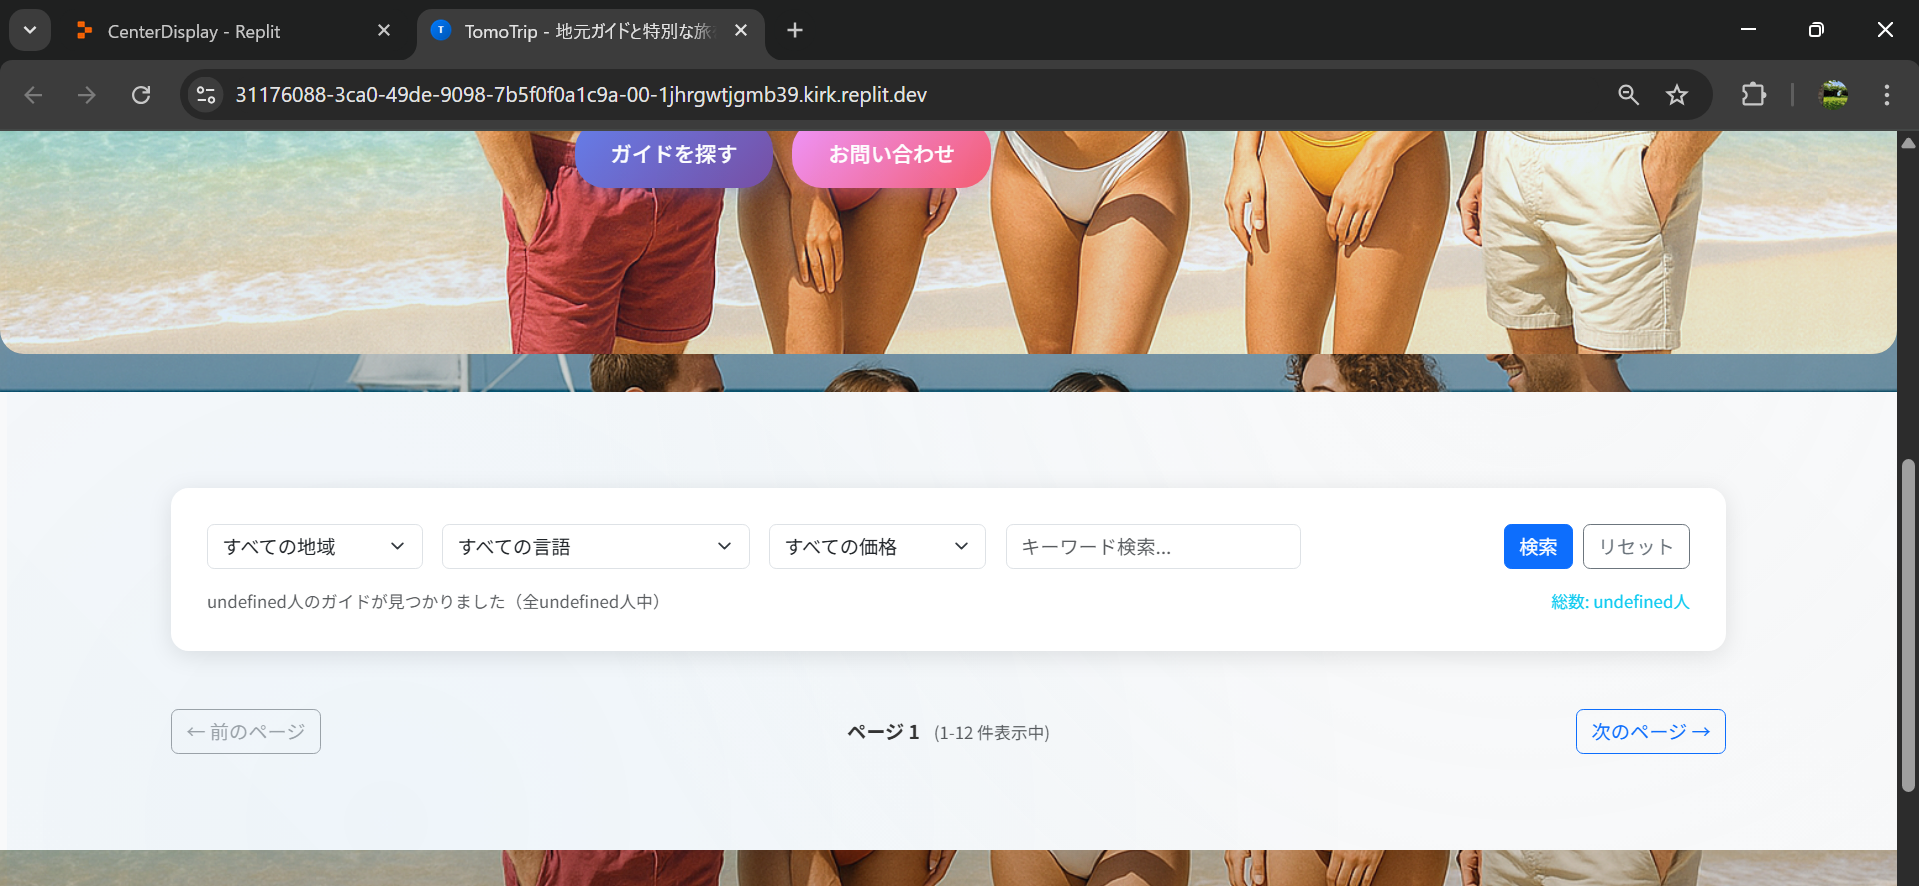 CenterDisplay - Replit
TomoTrip - 地元ガイドと特別な旅
31176088-3ca0-49de-9098-7b5f0f0a1c9a-00-1jhrgwtjgmb39.kirk.replit.dev
ガイドを探す
お問い合わせ
すべての地域
すべての言語
すべての価格
キーワード検索...
検索
リセット
undefined人のガイドが見つかりました（全undefined人中）
総数: undefined人
← 前のページ
ページ 1 (1-12 件表示中)
次のページ →